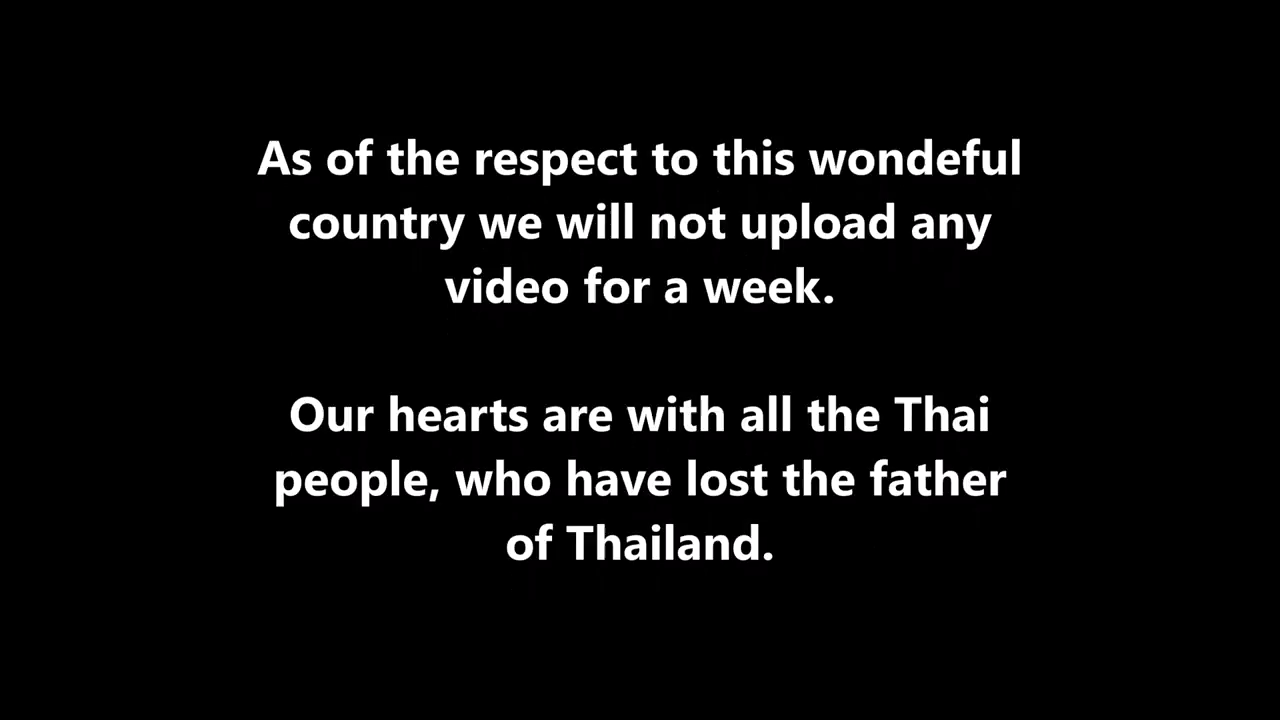 As of the respect to this wondeful
country we will not upload any
video for a week.
Our hearts are with all the Thai
people, who have lost the father
of Thailand.